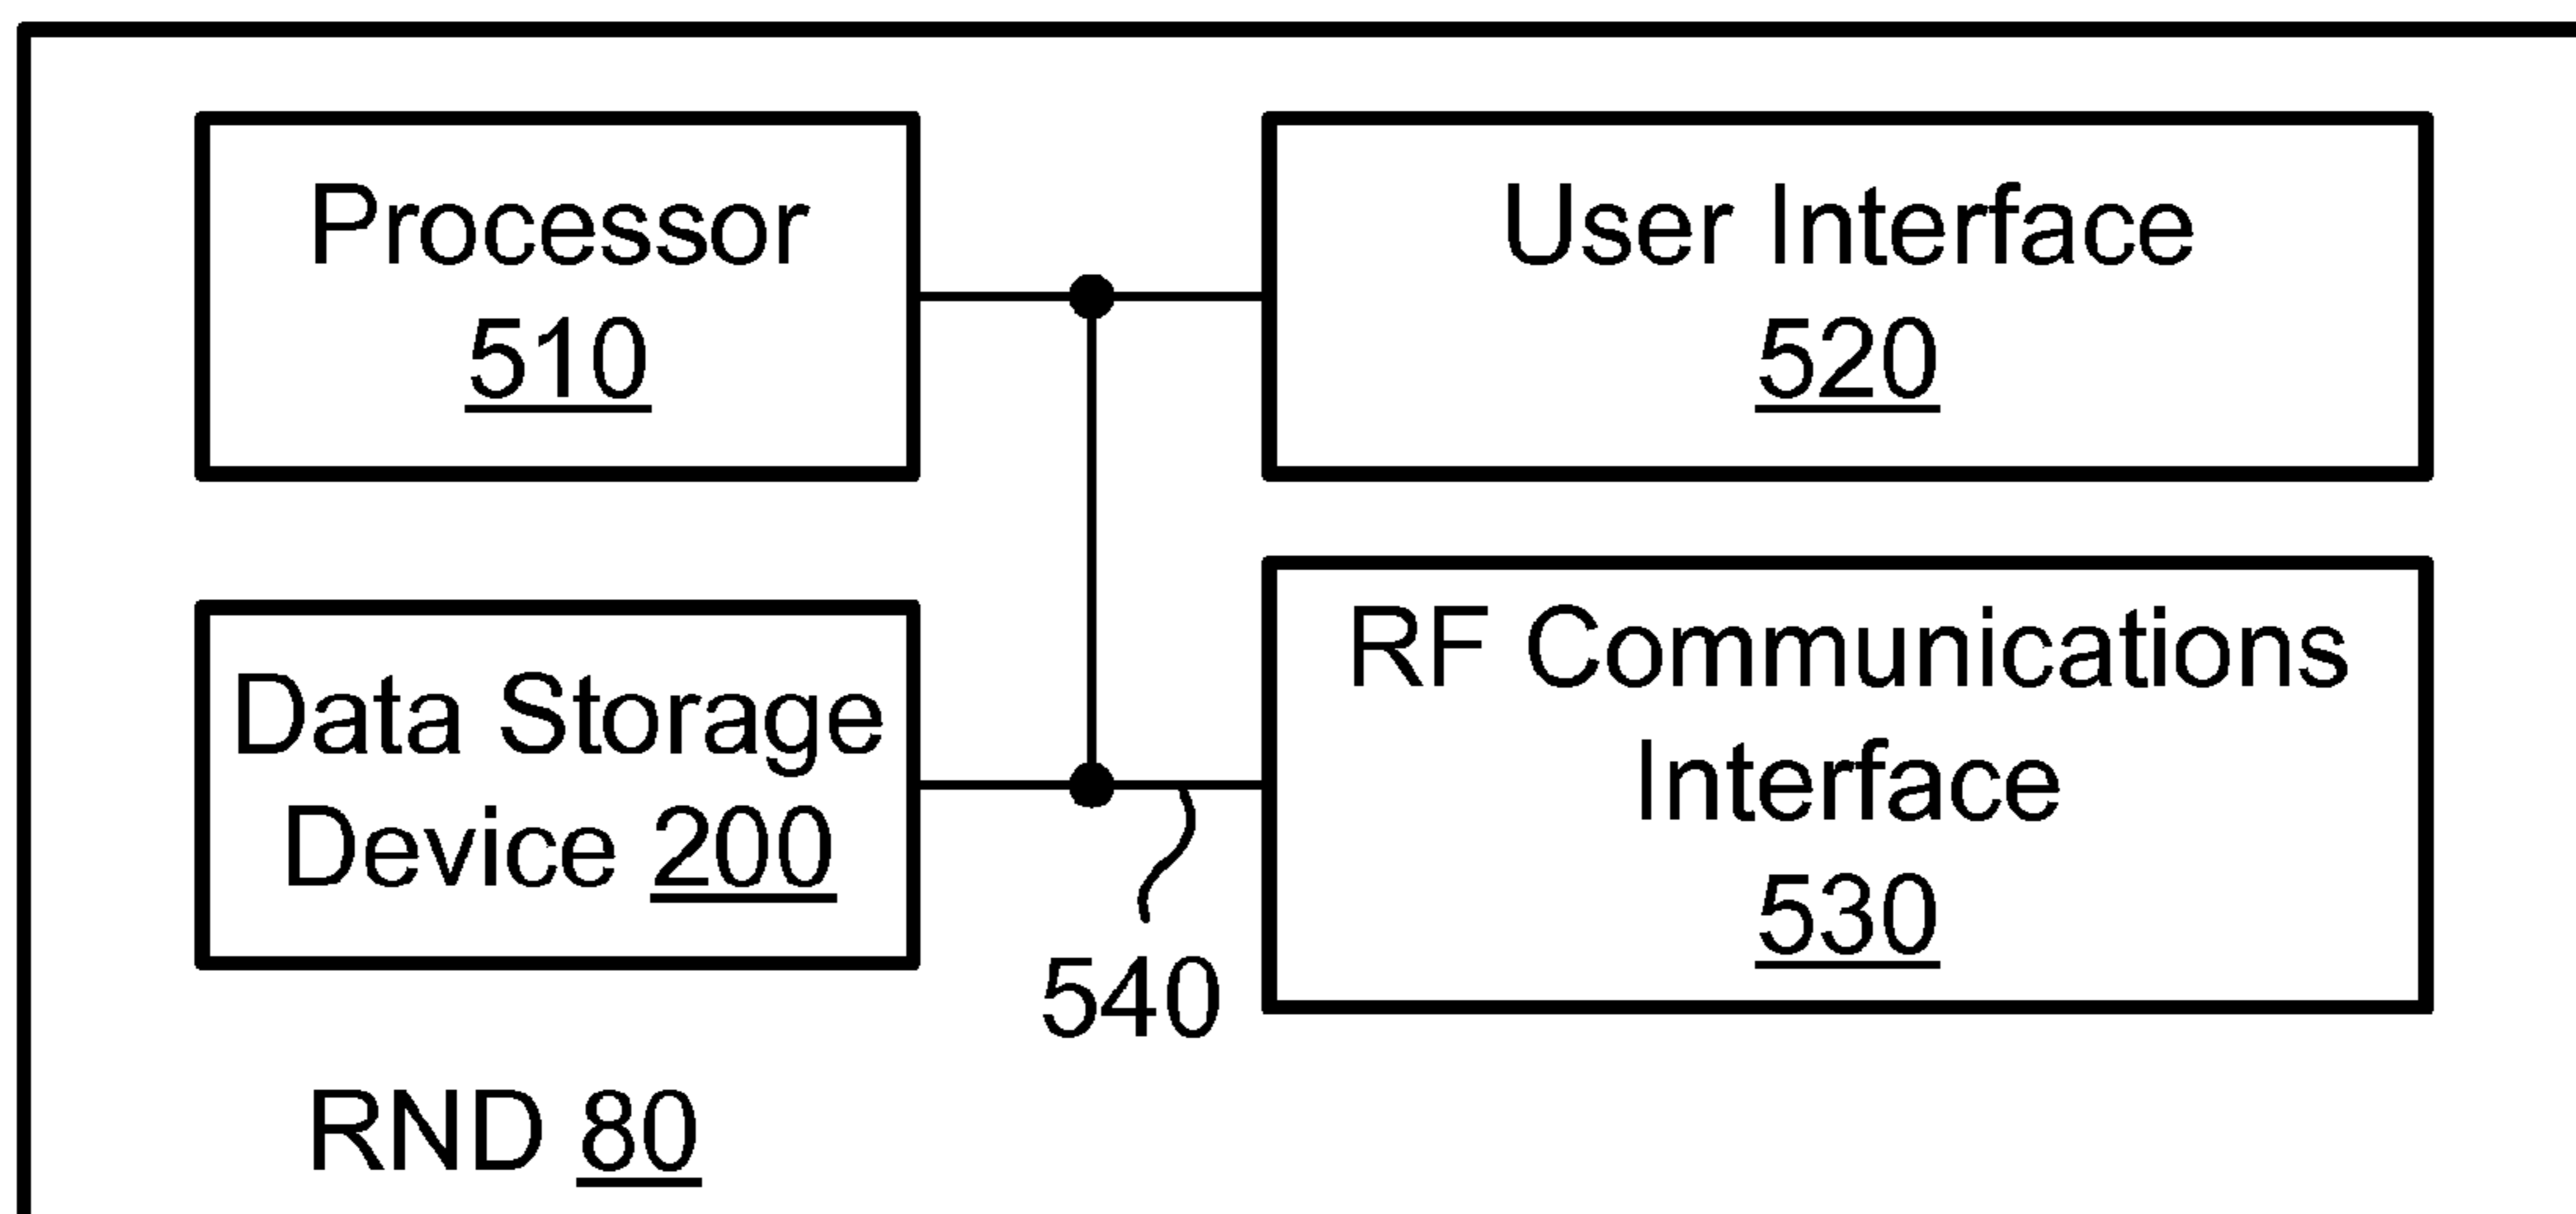 Processor
510
User Interface
520
Data Storage
Device 200
RF Communications
Interface
530
540
RND 80